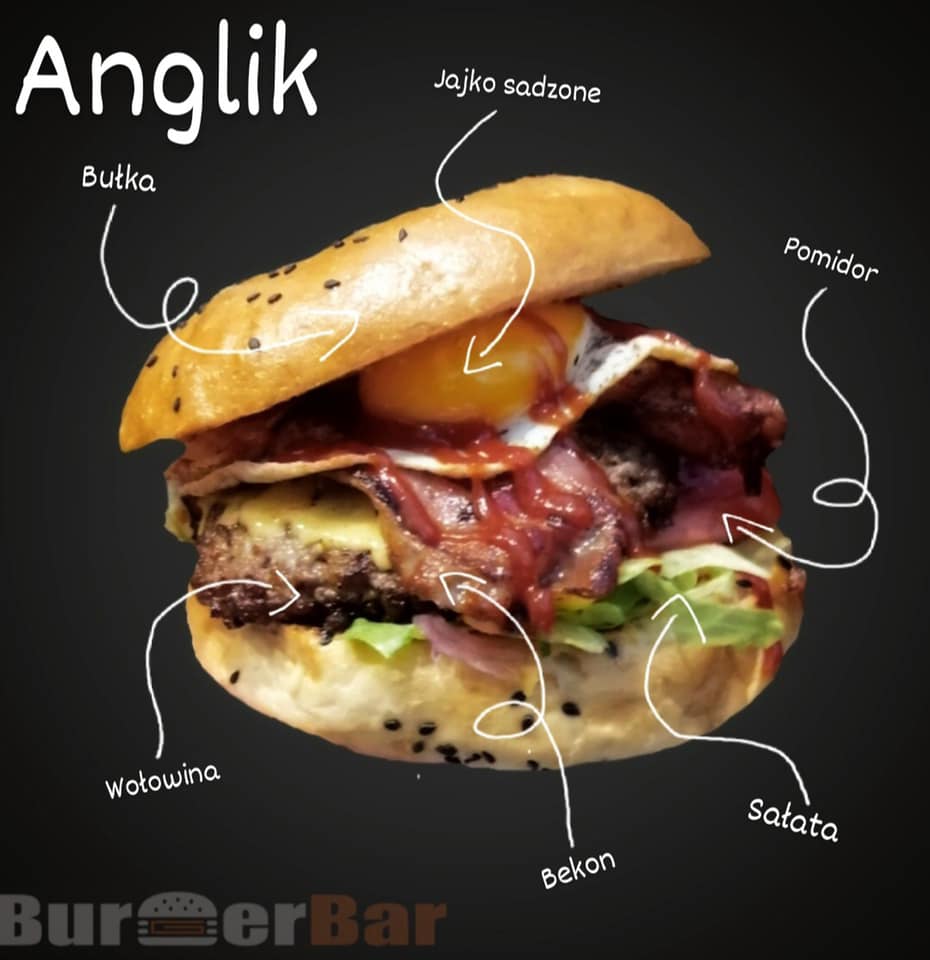 Anglik
Jajko sadzone
Bułka
Pomidor
Wołowina
Sałata
Bekon
BurgerBar